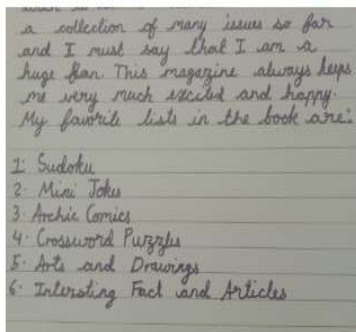 a collection of many issues so far
and I must say that I am a
huge fan. This magazine always keeps
me very much excited and happy.
My favorite lists in the book are:
1. Sudoku
2. Mini Jokes
3. Archie Comics
4. Crossword Puzzles
5. Arts and Drawings
6. Interesting Fact and Articles